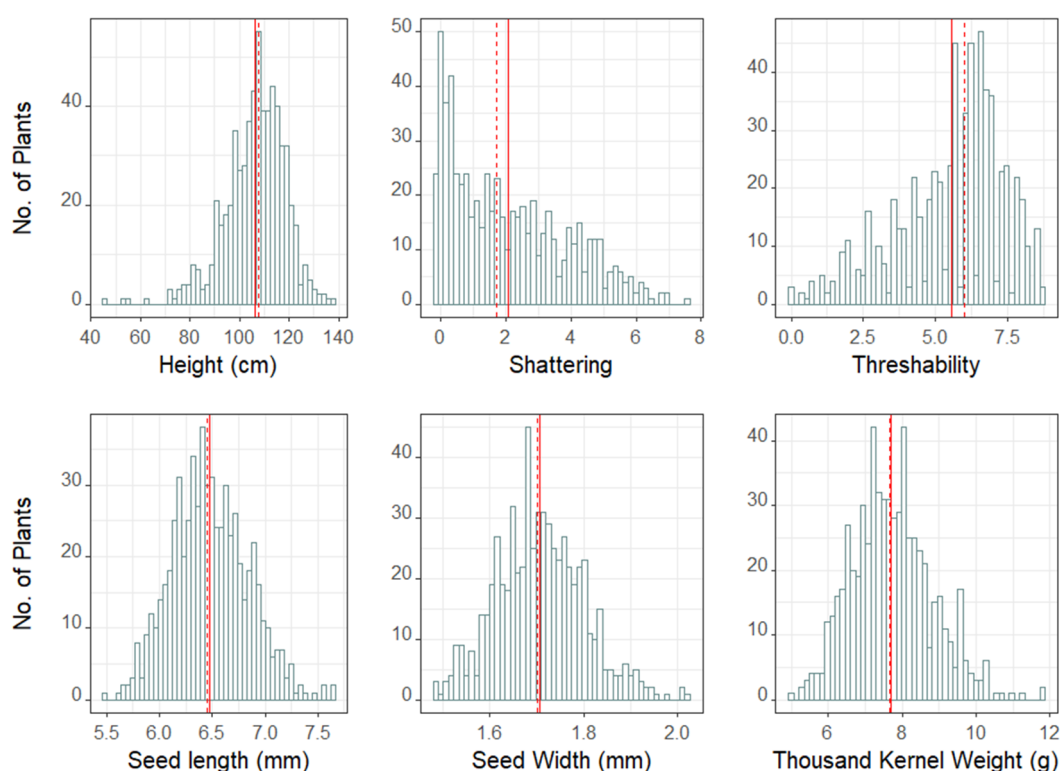 No. of Plants
40
20
0
40 60 80 100 120 140
Height (cm)
50
40
30
20
10
0
0 2 4 6 8
Shattering
40
30
20
10
0
0.0 2.5 5.0 7.5
Threshability
No. of Plants
30
20
10
0
5.5 6.0 6.5 7.0 7.5
Seed length (mm)
40
30
20
10
0
1.6 1.8 2.0
Seed Width (mm)
40
30
20
10
0
6 8 10 12
Thousand Kernel Weight (g)